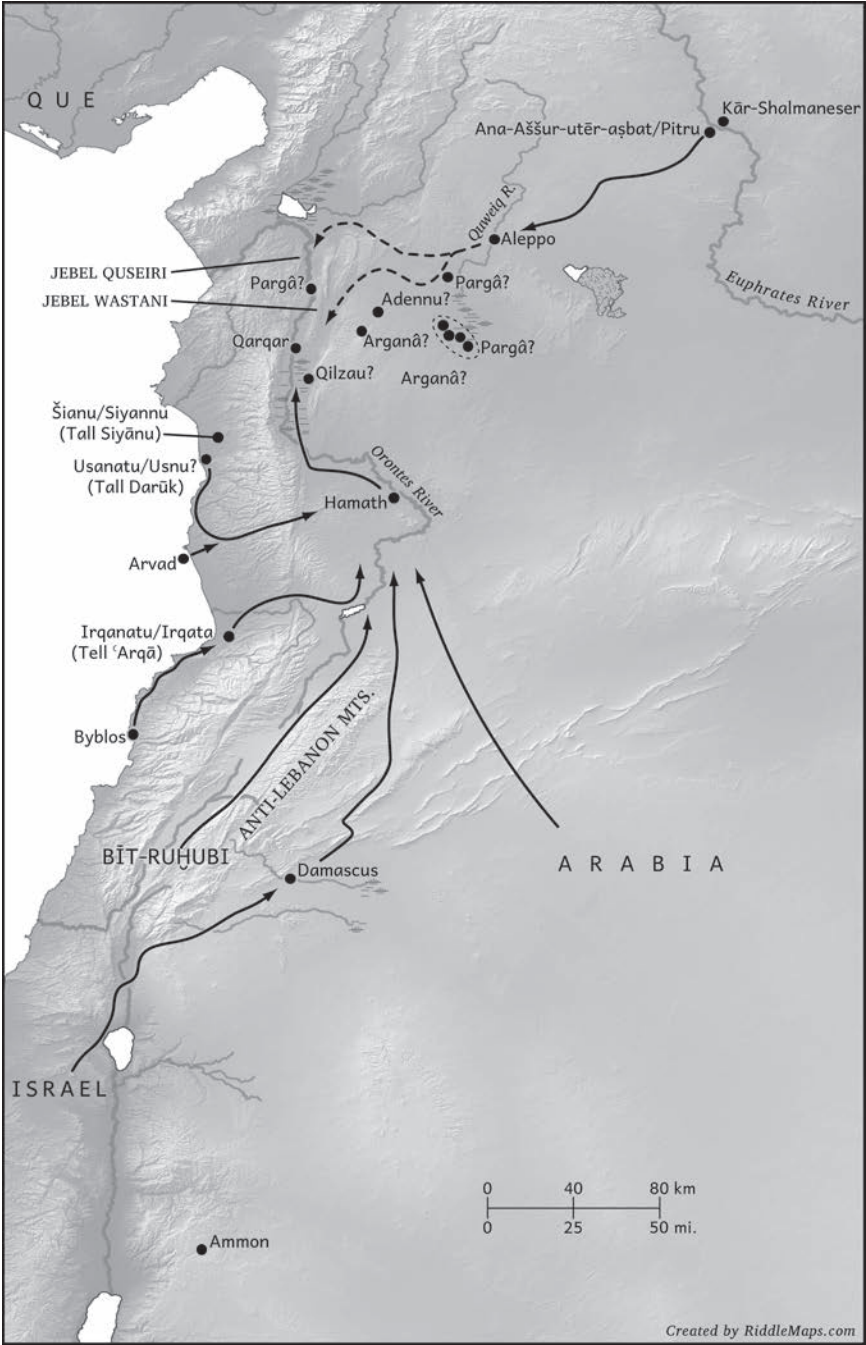 QUE
Kār-Shalmaneser
Ana-Aššur-utēr-aṣbat/Pitru
Quweiq R.
Aleppo
JEBEL QUSEIRI
Pargâ?
Pargâ?
JEBEL WASTANI
Adennu?
Euphrates River
Qarqar
Arganâ?
Pargâ?
Qilzau?
Arganâ?
Šianu/Siyannu
(Tall Siyānu)
Usanatu/Usnu?
(Tall Darūk)
Orontes River
Hamath
Arvad
Irqanatu/Irqata
(Tell ʿArqā)
Byblos
ANTI-LEBANON MTS.
BĪT-RUḪUBI
ARABIA
Damascus
ISRAEL
0 40 80 km
0 25 50 mi.
Ammon
Created by RiddleMaps.com